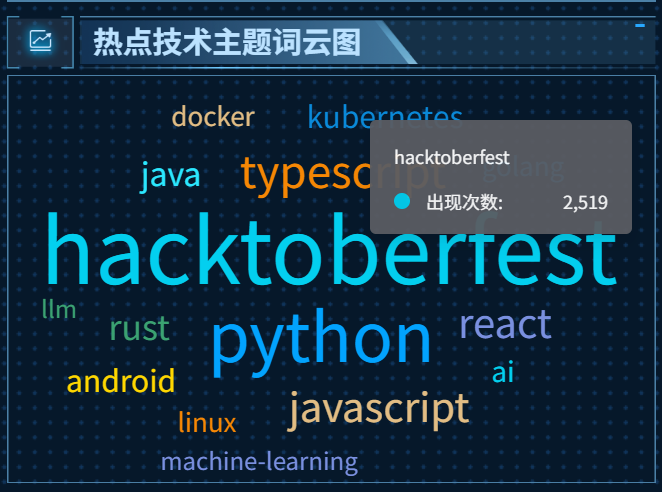 热点技术主题词云图
docker
kubernetes
hacktoberfest
java
typescript
golang
出现次数: 2,519
hacktoberfest
llm
rust
python
react
android
ai
javascript
linux
machine-learning